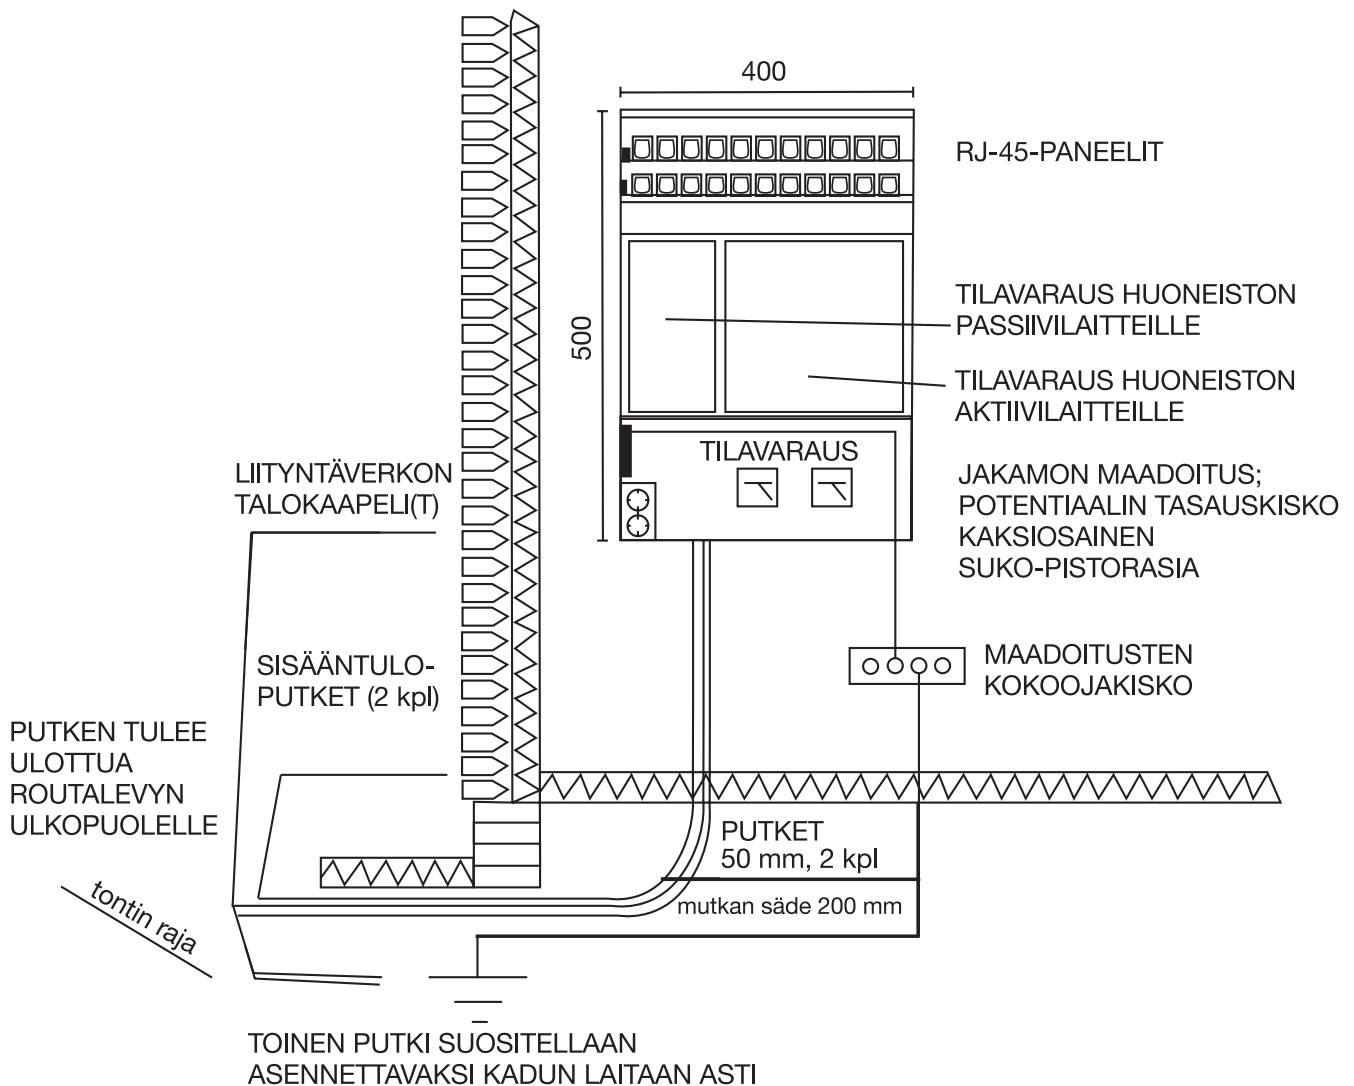 400
RJ-45-PANEELIT
500
TILAVARAUS HUONEISTON
PASSIIVILAITTEILLE
TILAVARAUS HUONEISTON
AKTIIVILAITTEILLE
TILAVARAUS
LIITYNTÄVERKON
TALOKAAPELI(T)
JAKAMON MAADOITUS;
POTENTIAALIN TASAUSKISKO
KAKSIOSAINEN
SUKO-PISTORASIA
SISÄÄNTULO-
PUTKET (2 kpl)
MAADOITUSTEN
KOKOOJAKISKO
PUTKEN TULEE
ULOTTUA
ROUTALEVYN
ULKOPUOLELLE
PUTKET
50 mm, 2 kpl
mutkan säde 200 mm
tontin raja
TOINEN PUTKI SUOSITELLAAN
ASENNETTAVAKSI KADUN LAITAAN ASTI